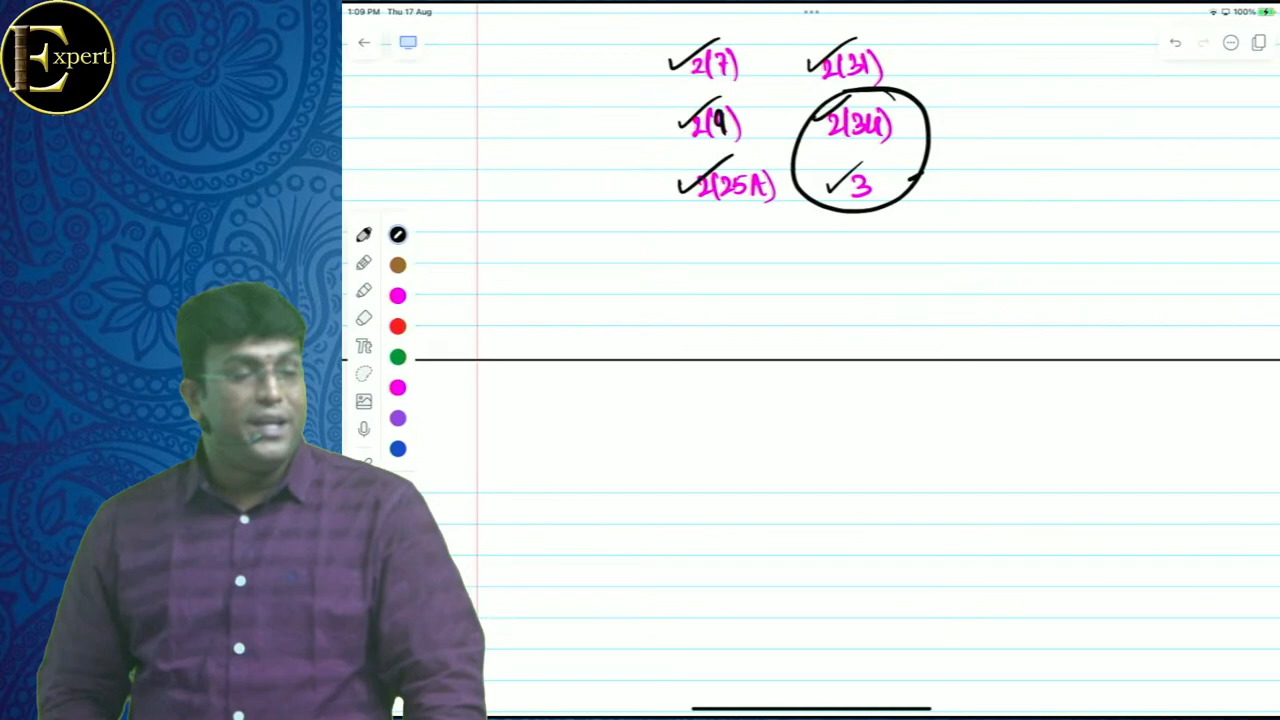 Expert
1:09 PM Thu 17 Aug
100%
2(7) 2(31)
2(9) 2(34)
2(25A) 3
Tt